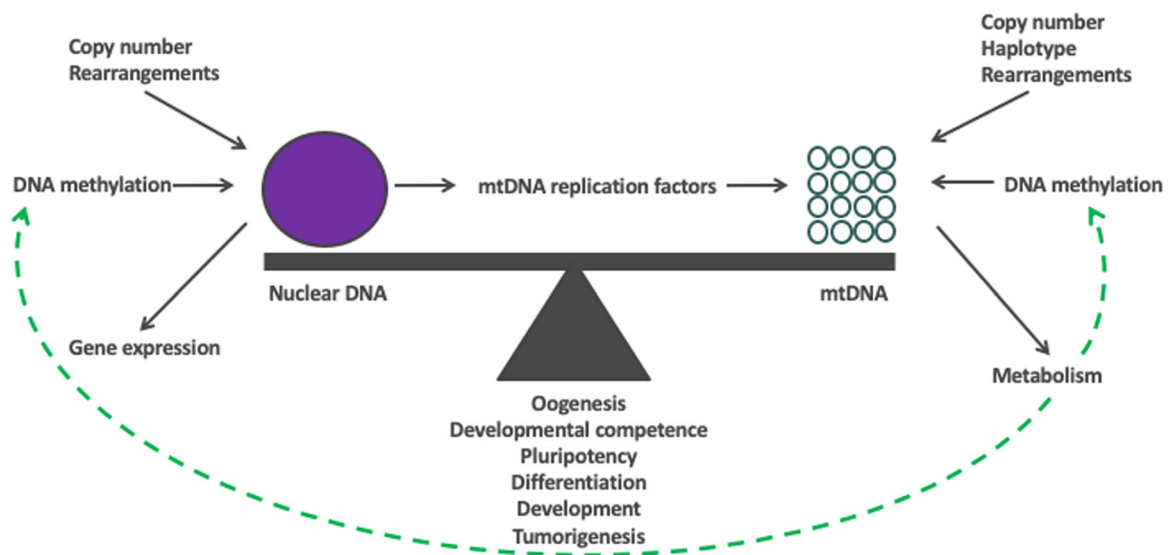 Copy number
Rearrangements
Copy number
Haplotype
Rearrangements
DNA methylation
mtDNA replication factors
DNA methylation
Nuclear DNA
mtDNA
Gene expression
Metabolism
Oogenesis
Developmental competence
Pluripotency
Differentiation
Development
Tumorigenesis